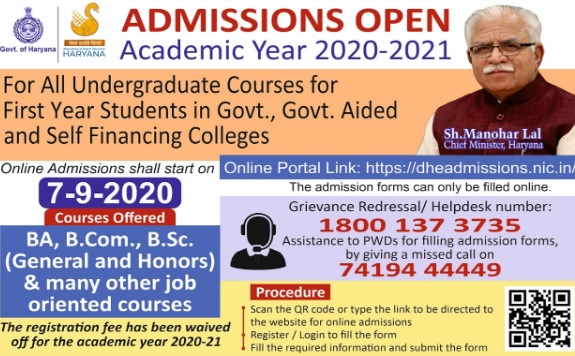 Govt. of Haryana
HARYANA
ADMISSIONS OPEN
Academic Year 2020-2021
For All Undergraduate Courses for
First Year Students in Govt., Govt. Aided
and Self Financing Colleges
Sh.Manohar Lal
Chief Minister, Haryana
Online Admissions shall start on
7-9-2020
Courses Offered
BA, B.Com., B.Sc.
(General and Honors)
& many other job
oriented courses
The registration fee has been waived
off for the academic year 2020-21
Online Portal Link: https://dheadmissions.nic.in/
The admission forms can only be filled online.
Grievance Redressal/ Helpdesk number:
1800 137 3735
Assistance to PWDs for filling admission forms,
by giving a missed call on
74194 44449
Procedure
• Scan the QR code or type the link to be directed to
the website for online admissions
• Register / Login to fill the form
• Fill the required information and submit the form